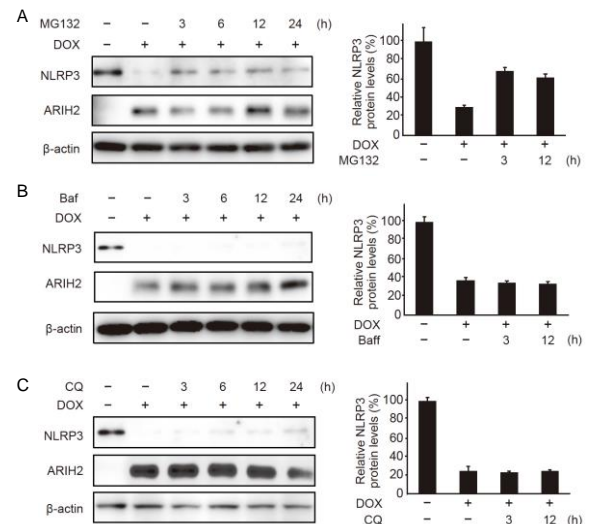 A
MG132 – – 3 6 12 24 (h)
DOX – + + + + +
NLRP3
ARIH2
β-actin
Relative NLRP3
protein levels (%)
100
80
60
40
20
0
DOX – + + +
MG132 – – 3 12 (h)
B
Baf – – 3 6 12 24 (h)
DOX – + + + + +
NLRP3
ARIH2
β-actin
Relative NLRP3
protein levels (%)
100
80
60
40
20
0
DOX – + + +
Baff – – 3 12 (h)
C
CQ – – 3 6 12 24 (h)
DOX – + + + + +
NLRP3
ARIH2
β-actin
Relative NLRP3
protein levels (%)
100
80
60
40
20
0
DOX – + + +
CQ – – 3 12 (h)